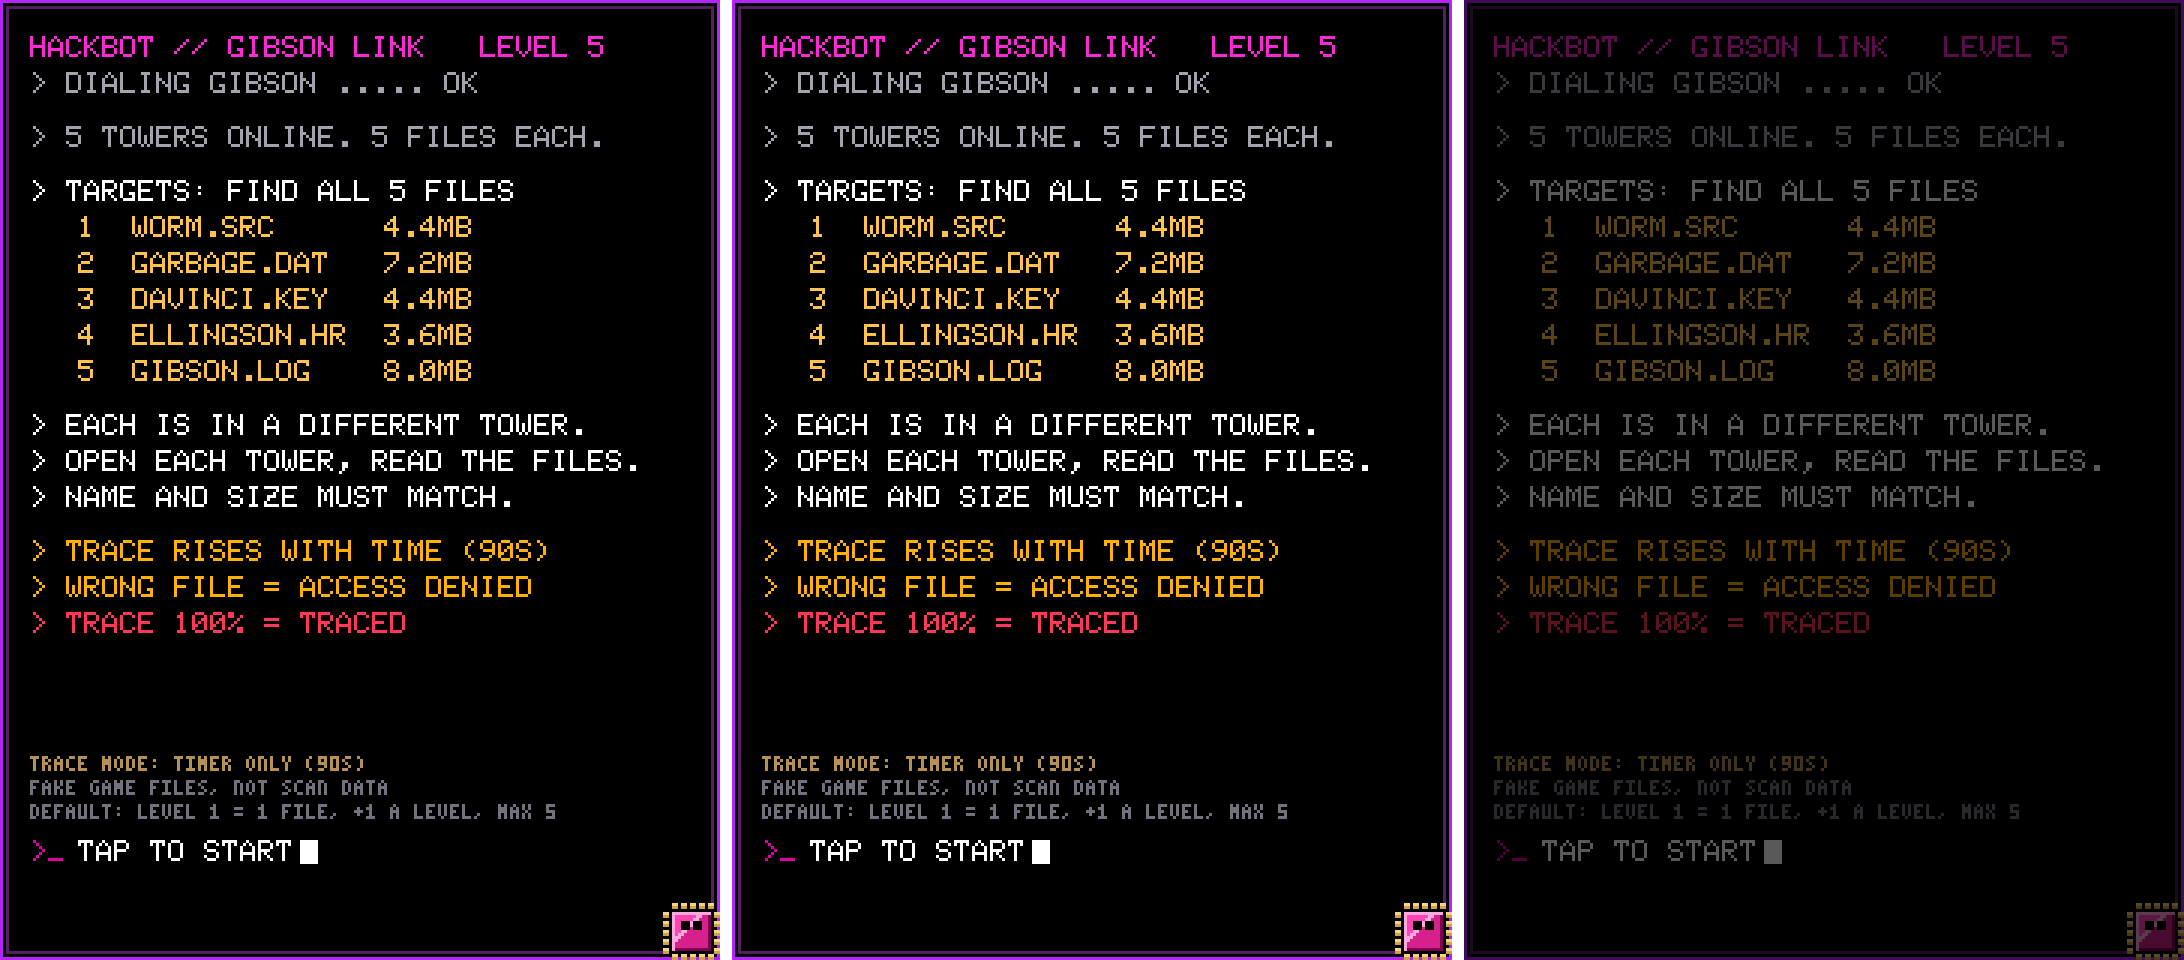 HACKBOT // GIBSON LINK   LEVEL 5
> DIALING GIBSON ..... OK
> 5 TOWERS ONLINE. 5 FILES EACH.
> TARGETS: FIND ALL 5 FILES
1  WORM.SRC      4.4MB
2  GARBAGE.DAT   7.2MB
3  DAVINCI.KEY   4.4MB
4  ELLINGSON.HR  3.6MB
5  GIBSON.LOG    8.0MB
> EACH IS IN A DIFFERENT TOWER.
> OPEN EACH TOWER, READ THE FILES.
> NAME AND SIZE MUST MATCH.
> TRACE RISES WITH TIME (90S)
> WRONG FILE = ACCESS DENIED
> TRACE 100% = TRACED
TRACE MODE: TIMER ONLY (90S)
FAKE GAME FILES, NOT SCAN DATA
DEFAULT: LEVEL 1 = 1 FILE, +1 A LEVEL, MAX 5
>_ TAP TO START
HACKBOT // GIBSON LINK   LEVEL 5
> DIALING GIBSON ..... OK
> 5 TOWERS ONLINE. 5 FILES EACH.
> TARGETS: FIND ALL 5 FILES
1  WORM.SRC      4.4MB
2  GARBAGE.DAT   7.2MB
3  DAVINCI.KEY   4.4MB
4  ELLINGSON.HR  3.6MB
5  GIBSON.LOG    8.0MB
> EACH IS IN A DIFFERENT TOWER.
> OPEN EACH TOWER, READ THE FILES.
> NAME AND SIZE MUST MATCH.
> TRACE RISES WITH TIME (90S)
> WRONG FILE = ACCESS DENIED
> TRACE 100% = TRACED
TRACE MODE: TIMER ONLY (90S)
FAKE GAME FILES, NOT SCAN DATA
DEFAULT: LEVEL 1 = 1 FILE, +1 A LEVEL, MAX 5
>_ TAP TO START
HACKBOT // GIBSON LINK   LEVEL 5
> DIALING GIBSON ..... OK
> 5 TOWERS ONLINE. 5 FILES EACH.
> TARGETS: FIND ALL 5 FILES
1  WORM.SRC      4.4MB
2  GARBAGE.DAT   7.2MB
3  DAVINCI.KEY   4.4MB
4  ELLINGSON.HR  3.6MB
5  GIBSON.LOG    8.0MB
> EACH IS IN A DIFFERENT TOWER.
> OPEN EACH TOWER, READ THE FILES.
> NAME AND SIZE MUST MATCH.
> TRACE RISES WITH TIME (90S)
> WRONG FILE = ACCESS DENIED
> TRACE 100% = TRACED
TRACE MODE: TIMER ONLY (90S)
FAKE GAME FILES, NOT SCAN DATA
DEFAULT: LEVEL 1 = 1 FILE, +1 A LEVEL, MAX 5
>_ TAP TO START